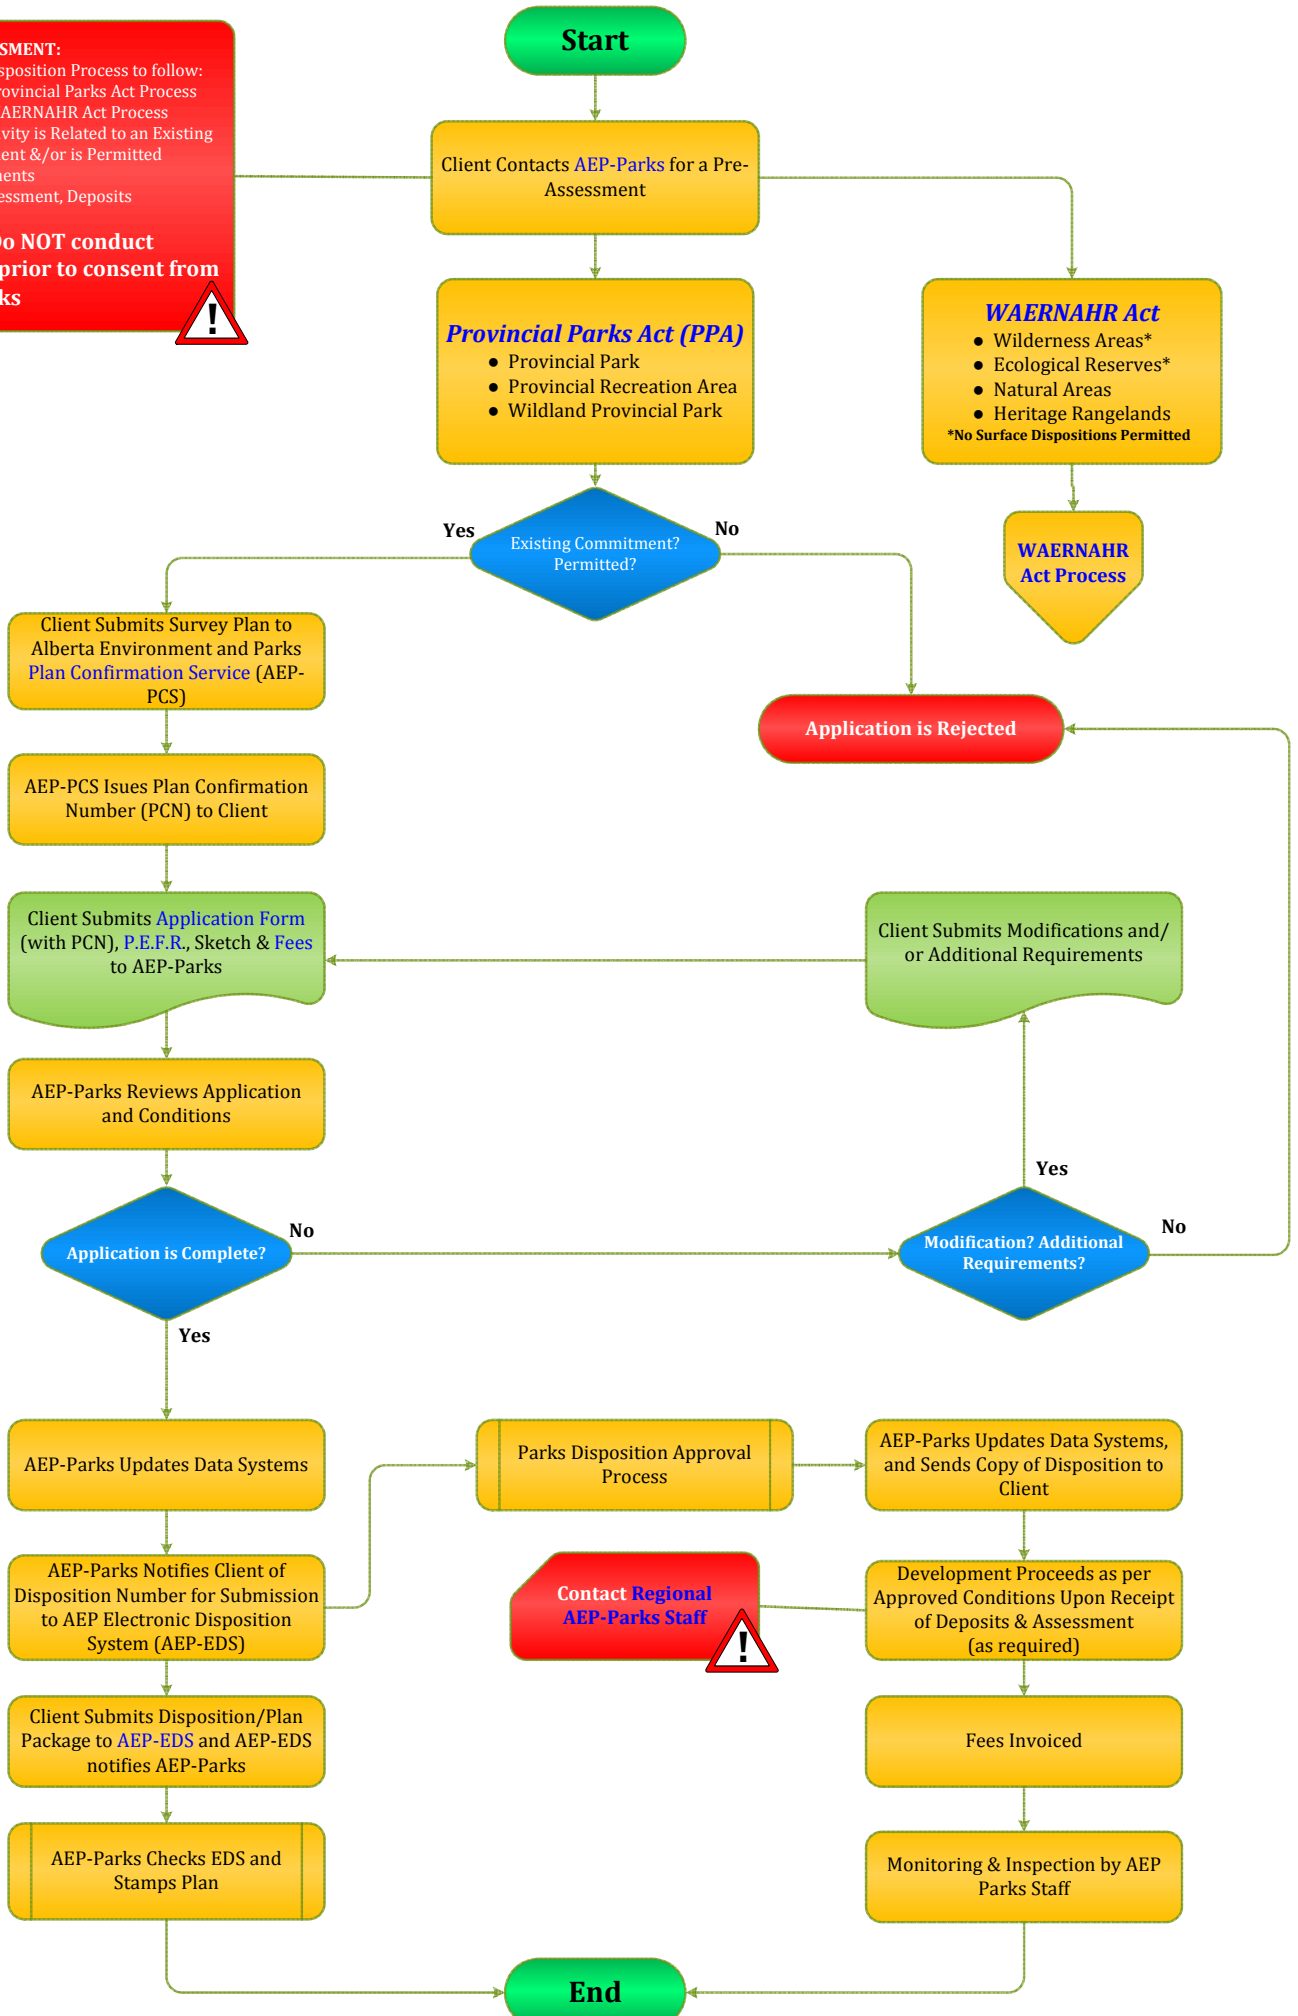 Start
SMENT:
sposition Process to follow:
rovincial Parks Act Process
AERNAHR Act Process
vity is Related to an Existing
ent &/or is Permitted
ents
essment, Deposits
o NOT conduct
prior to consent from
ks
Client Contacts AEP-Parks for a Pre-
Assessment
Provincial Parks Act (PPA)
● Provincial Park
● Provincial Recreation Area
● Wildland Provincial Park
WAERNAHR Act
● Wilderness Areas*
● Ecological Reserves*
● Natural Areas
● Heritage Rangelands
*No Surface Dispositions Permitted
Yes
Existing Commitment?
Permitted?
No
WAERNAHR
Act Process
Client Submits Survey Plan to
Alberta Environment and Parks
Plan Confirmation Service (AEP-
PCS)
Application is Rejected
AEP-PCS Isues Plan Confirmation
Number (PCN) to Client
Client Submits Application Form
(with PCN), P.E.F.R., Sketch & Fees
to AEP-Parks
Client Submits Modifications and/
or Additional Requirements
AEP-Parks Reviews Application
and Conditions
Yes
No
Application is Complete?
No
Modification? Additional
Requirements?
Yes
AEP-Parks Updates Data Systems
Parks Disposition Approval
Process
AEP-Parks Updates Data Systems,
and Sends Copy of Disposition to
Client
AEP-Parks Notifies Client of
Disposition Number for Submission
to AEP Electronic Disposition
System (AEP-EDS)
Contact Regional
AEP-Parks Staff
!
Development Proceeds as per
Approved Conditions Upon Receipt
of Deposits & Assessment
(as required)
Client Submits Disposition/Plan
Package to AEP-EDS and AEP-EDS
notifies AEP-Parks
Fees Invoiced
AEP-Parks Checks EDS and
Stamps Plan
Monitoring & Inspection by AEP
Parks Staff
End